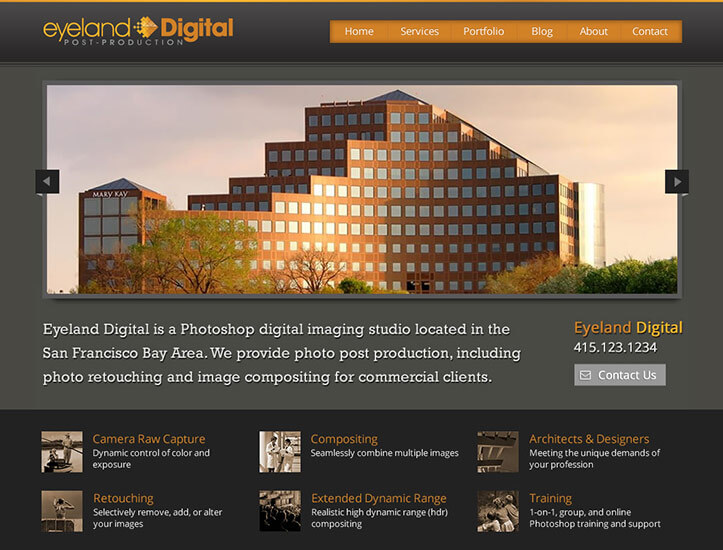 eyeland Digital
POST-PRODUCTION
Home Services Portfolio Blog About Contact
MARY KAY
Eyeland Digital is a Photoshop digital imaging studio located in the
San Francisco Bay Area. We provide photo post production, including
photo retouching and image compositing for commercial clients.
Eyeland Digital
415.123.1234
Contact Us
Camera Raw Capture
Dynamic control of color and
exposure
Compositing
Seamlessly combine multiple images
Architects & Designers
Meeting the unique demands of
your profession
Retouching
Selectively remove, add, or alter
your images
Extended Dynamic Range
Realistic high dynamic range (hdr)
compositing
Training
1-on-1, group, and online
Photoshop training and support